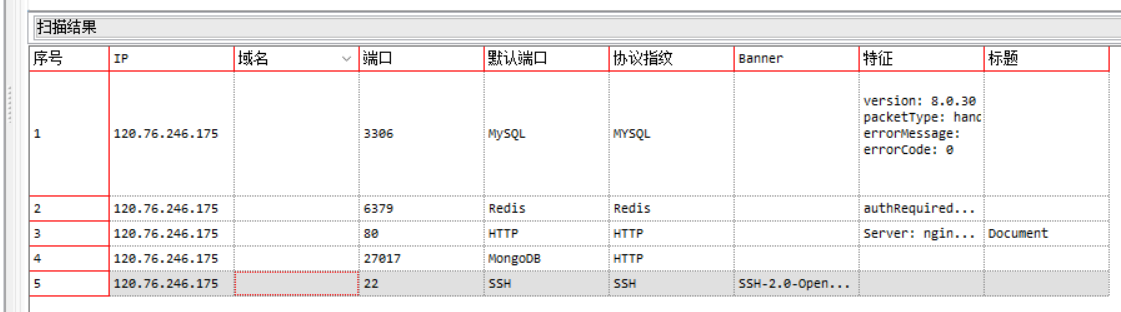 扫描结果
序号 IP 域名 端口 默认端口 协议指纹 Banner 特征 标题
1 120.76.246.175 3306 MySQL MYSQL version: 8.0.30
packetType: hand
errorMessage:
errorCode: 0
2 120.76.246.175 6379 Redis Redis authRequired...
3 120.76.246.175 80 HTTP HTTP Server: ngin... Document
4 120.76.246.175 27017 MongoDB HTTP
5 120.76.246.175 22 SSH SSH SSH-2.0-Open...